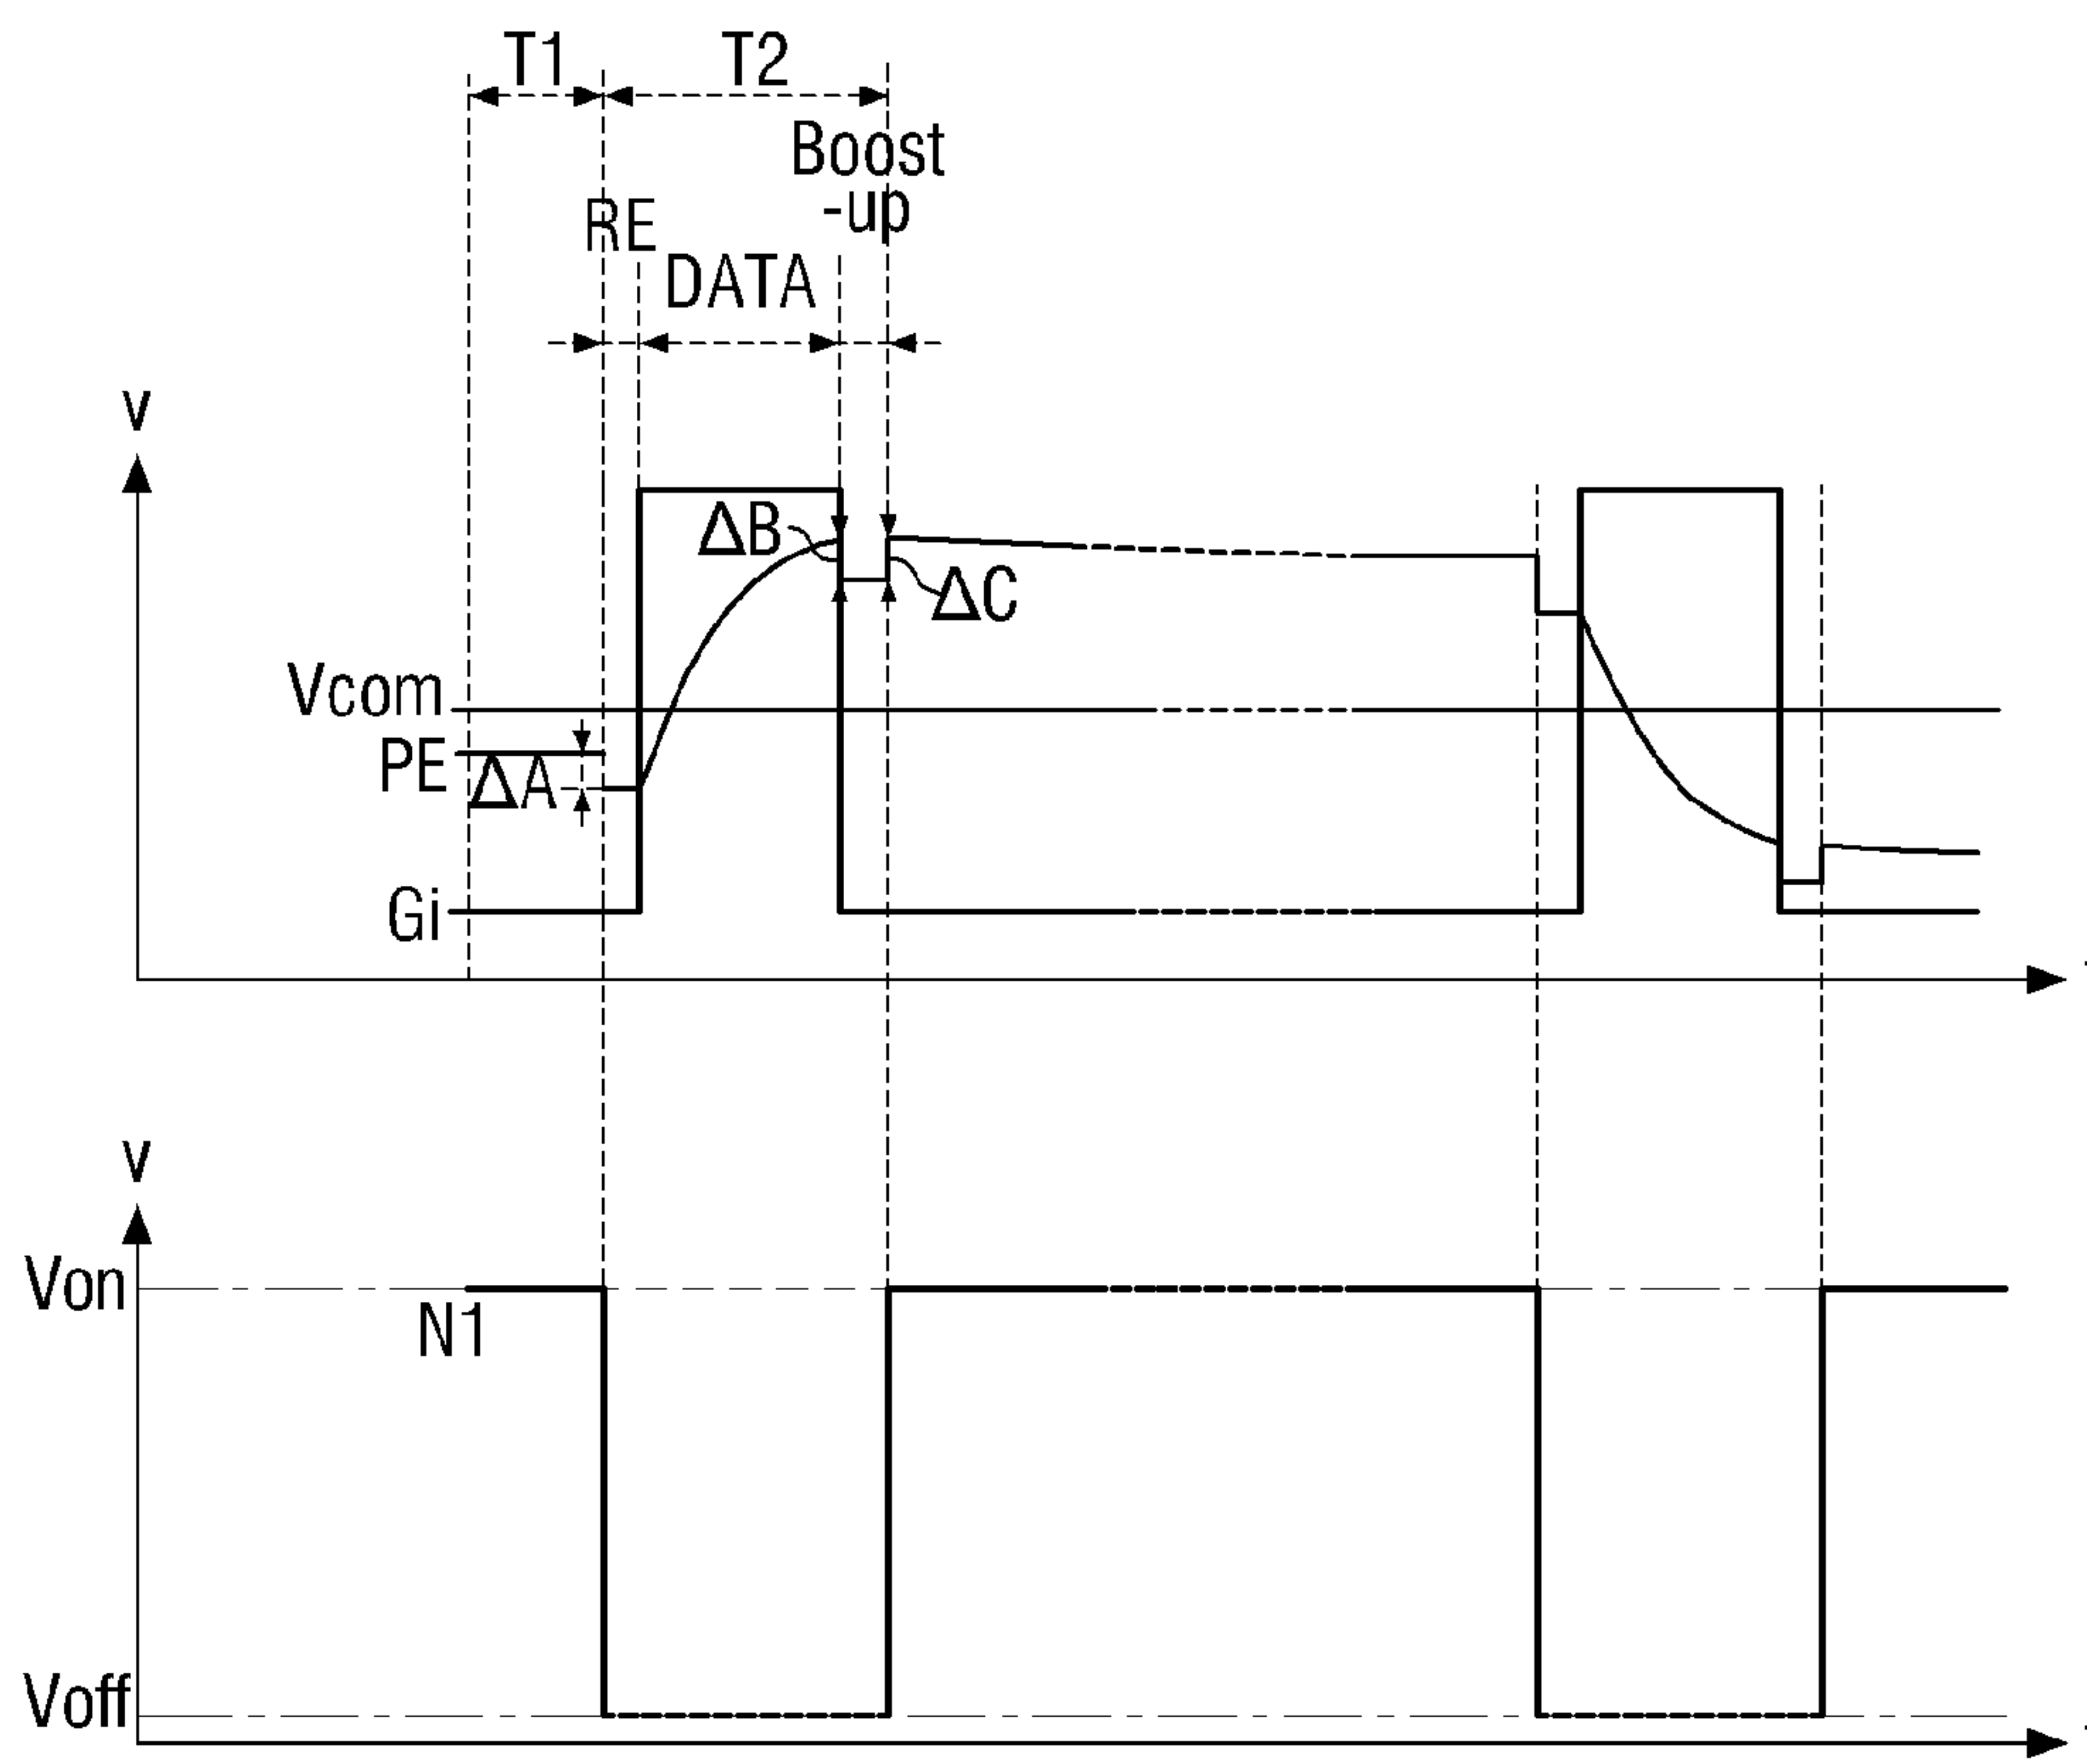 T1
T2
Boost
-up
RE
DATA
v
ΔB
ΔC
Vcom
PE
ΔA
Gi
v
Von
N1
Voff